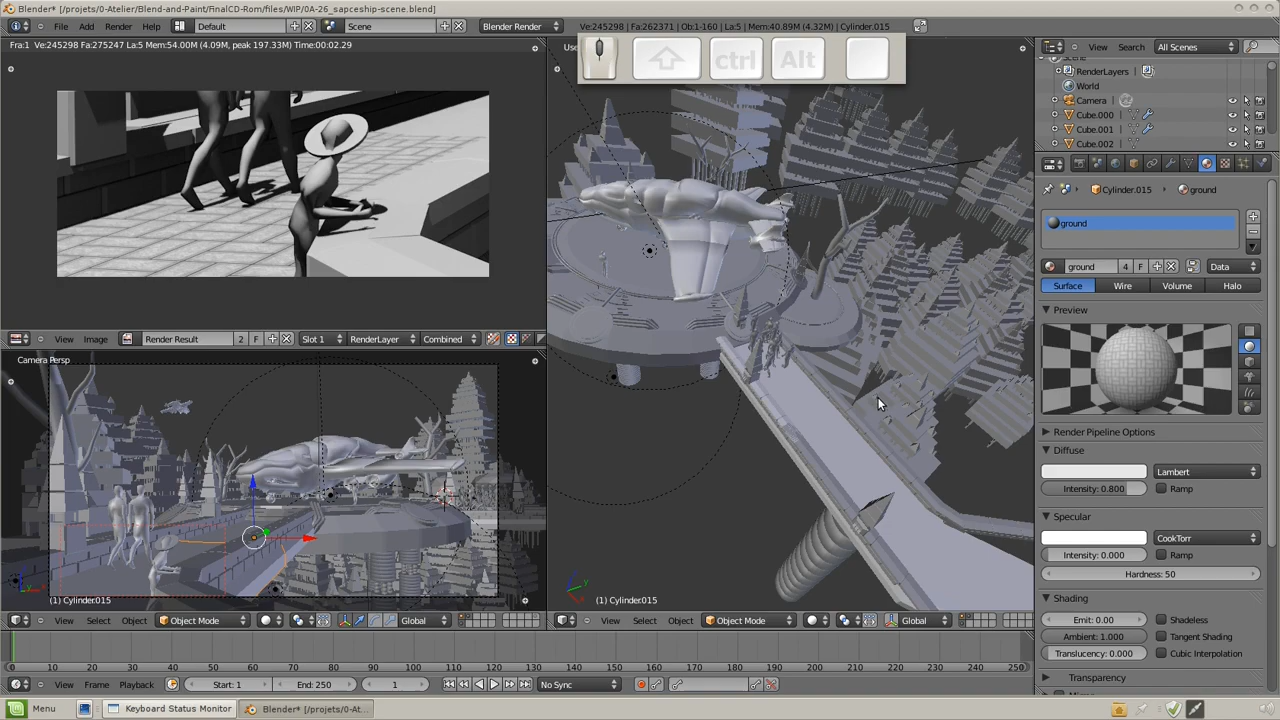 Blender* [/projets/0-Atelier/Blend-and-Paint/FinalCD-Rom/files/WIP/0A-26_sapceship-scene.blend]
File Add Render Window Help Default Scene Blender Render Ve:245298 | Fa:262371 | Ob:1-160 | La:5 | Mem:40.89M (4.32M) | Cylinder.015
Fra:1 Ve:245298 Fa:275247 La:5 Mem:54.00M (4.09M, peak 197.33M) Time:00:02.29
Use
ctrl Alt
View Search All Scenes
Scene
RenderLayers
World
Camera
Cube.000
Cube.001
Cube.002
Cylinder.015 ground
ground
ground 4 F Data
Surface Wire Volume Halo
Preview
View Image Render Result 2 F Slot 1 RenderLayer Combined
Camera Persp
Render Pipeline Options
Diffuse
Lambert
Intensity: 0.800 Ramp
Specular
CookTorr
Intensity: 0.000 Ramp
Hardness: 50
Shading
Emit: 0.00 Shadeless
Ambient: 1.000 Tangent Shading
Translucency: 0.000 Cubic Interpolation
Transparency
(1) Cylinder.015
(1) Cylinder.015
View Select Object Object Mode Global
View Select Object Object Mode Global
0 10 20 30 40 50 60 70 80 90 100 110 120 130 140 150 160 170 180 190 200 210 220 230 240 250
View Frame Playback Start: 1 End: 250 1 No Sync
Menu Keyboard Status Monitor Blender* [/projets/0-At...